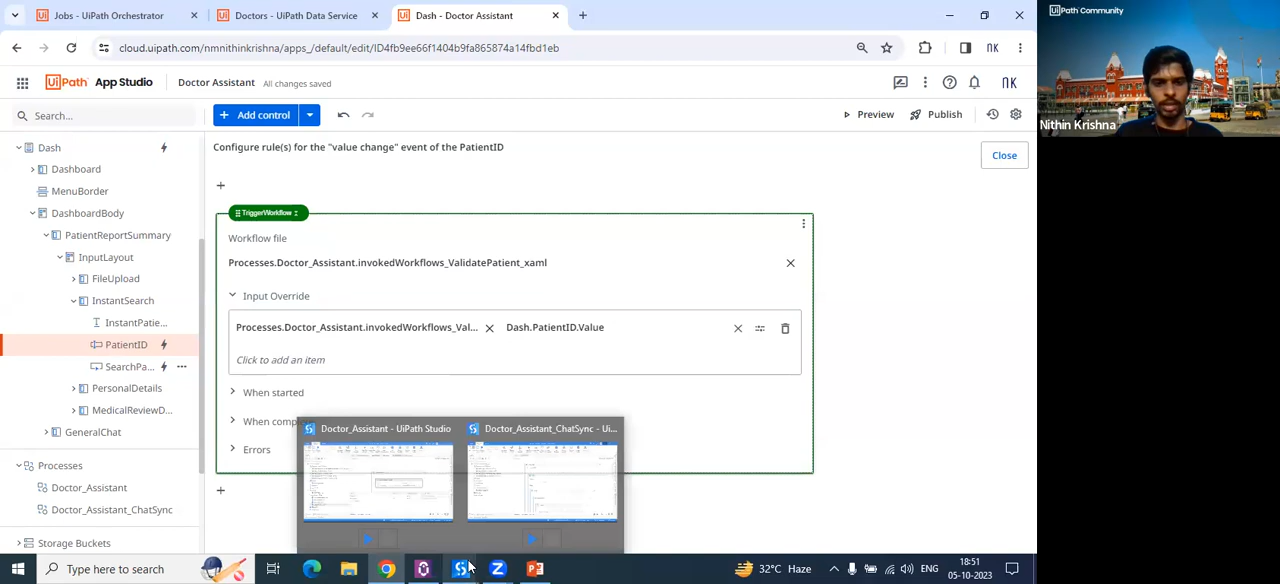 Jobs - UiPath Orchestrator
Doctors - UiPath Data Service
Dash - Doctor Assistant
cloud.uipath.com/nmnithinkrishna/apps_/default/edit/ID4fb9ee66f1404b9fa865874a14fbd1eb
NK
UiPath App Studio
Doctor Assistant
All changes saved
NK
Search...
Add control
Preview
Publish
Dash
Dashboard
MenuBorder
DashboardBody
PatientReportSummary
InputLayout
FileUpload
InstantSearch
InstantPatie...
PatientID
SearchPa...
PersonalDetails
MedicalReviewD...
GeneralChat
Processes
Doctor_Assistant
Doctor_Assistant_ChatSync
Storage Buckets
Configure rule(s) for the "value change" event of the PatientID
Close
TriggerWorkflow
Workflow file
Processes.Doctor_Assistant.invokedWorkflows_ValidatePatient_xaml
Input Override
Processes.Doctor_Assistant.invokedWorkflows_Val...
Dash.PatientID.Value
Click to add an item
When started
When comp
Errors
Doctor_Assistant - UiPath Studio
Doctor_Assistant_ChatSync - Ui...
Type here to search
32°C Haze
ENG
18:51
05-10-2023
UiPath Community
Nithin Krishna